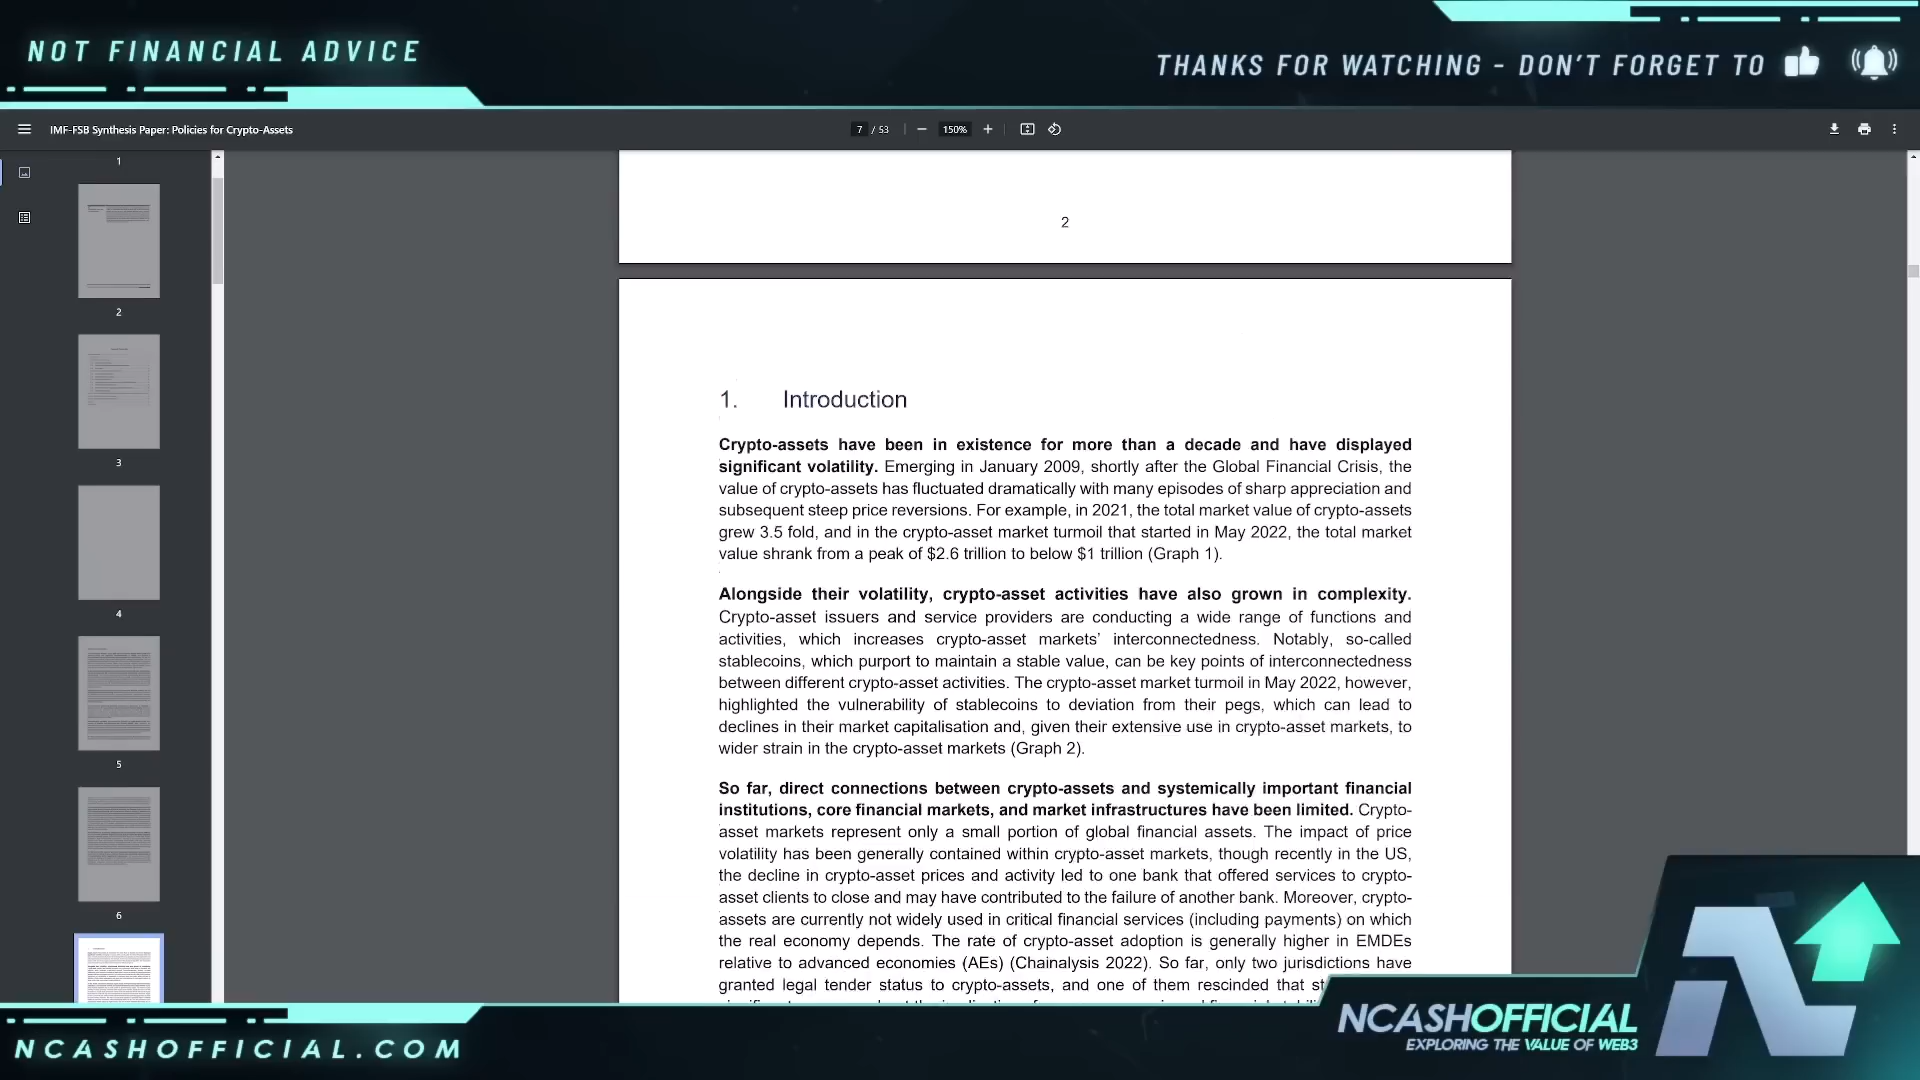 NOT FINANCIAL ADVICE
THANKS FOR WATCHING - DON'T FORGET TO
IMF-FSB Synthesis Paper: Policies for Crypto-Assets
7 / 53
150%
1
2
3
4
5
6
2
1. Introduction
Crypto-assets have been in existence for more than a decade and have displayed
significant volatility. Emerging in January 2009, shortly after the Global Financial Crisis, the
value of crypto-assets has fluctuated dramatically with many episodes of sharp appreciation and
subsequent steep price reversions. For example, in 2021, the total market value of crypto-assets
grew 3.5 fold, and in the crypto-asset market turmoil that started in May 2022, the total market
value shrank from a peak of $2.6 trillion to below $1 trillion (Graph 1).
Alongside their volatility, crypto-asset activities have also grown in complexity.
Crypto-asset issuers and service providers are conducting a wide range of functions and
activities, which increases crypto-asset markets’ interconnectedness. Notably, so-called
stablecoins, which purport to maintain a stable value, can be key points of interconnectedness
between different crypto-asset activities. The crypto-asset market turmoil in May 2022, however,
highlighted the vulnerability of stablecoins to deviation from their pegs, which can lead to
declines in their market capitalisation and, given their extensive use in crypto-asset markets, to
wider strain in the crypto-asset markets (Graph 2).
So far, direct connections between crypto-assets and systemically important financial
institutions, core financial markets, and market infrastructures have been limited. Crypto-
asset markets represent only a small portion of global financial assets. The impact of price
volatility has been generally contained within crypto-asset markets, though recently in the US,
the decline in crypto-asset prices and activity led to one bank that offered services to crypto-
asset clients to close and may have contributed to the failure of another bank. Moreover, crypto-
assets are currently not widely used in critical financial services (including payments) on which
the real economy depends. The rate of crypto-asset adoption is generally higher in EMDEs
relative to advanced economies (AEs) (Chainalysis 2022). So far, only two jurisdictions have
granted legal tender status to crypto-assets, and one of them rescinded that
NCASHOFFICIAL
EXPLORING THE VALUE OF WEB3
NCASHOFFICIAL.COM